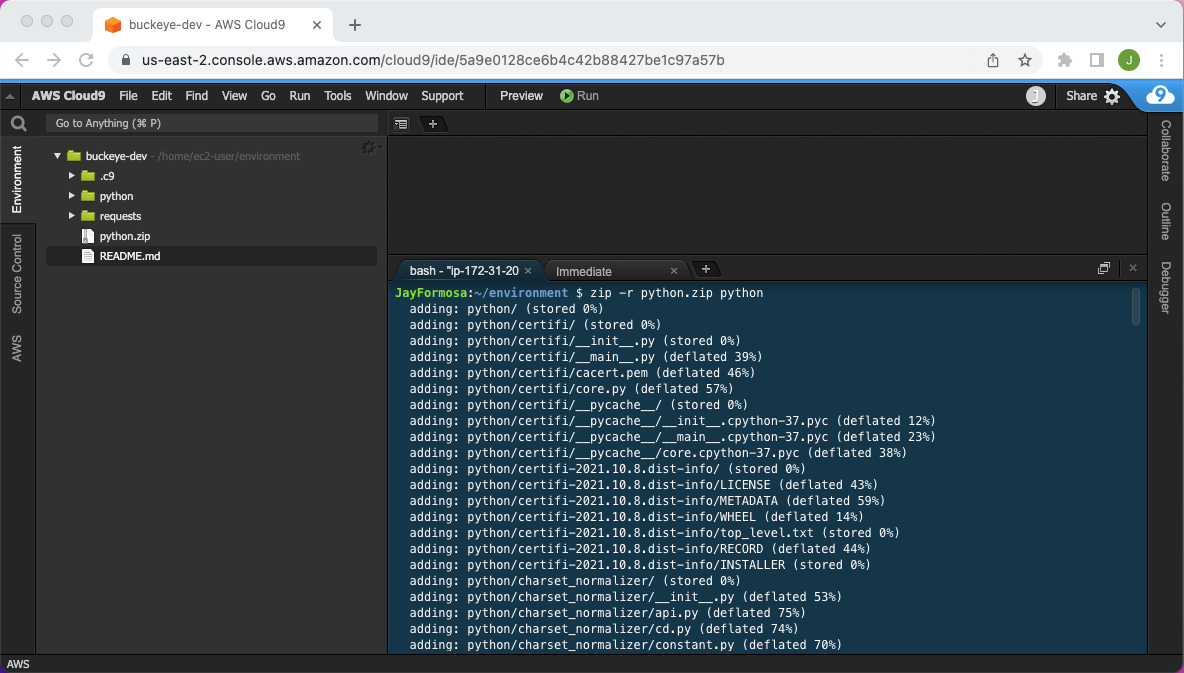 buckeye-dev - AWS Cloud9
us-east-2.console.aws.amazon.com/cloud9/ide/5a9e0128ce6b4c42b88427be1c97a57b
J
AWS Cloud9 File Edit Find View Go Run Tools Window Support Preview Run
J Share 9
Go to Anything (⌘ P)
Environment
Source Control
AWS
buckeye-dev - /home/ec2-user/environment
.c9
python
requests
python.zip
README.md
Collaborate
Outline
Debugger
bash - "ip-172-31-20 Immediate
JayFormosa:~/environment $ zip -r python.zip python
adding: python/ (stored 0%)
adding: python/certifi/ (stored 0%)
adding: python/certifi/__init__.py (stored 0%)
adding: python/certifi/__main__.py (deflated 39%)
adding: python/certifi/cacert.pem (deflated 46%)
adding: python/certifi/core.py (deflated 57%)
adding: python/certifi/__pycache__/ (stored 0%)
adding: python/certifi/__pycache__/__init__.cpython-37.pyc (deflated 12%)
adding: python/certifi/__pycache__/__main__.cpython-37.pyc (deflated 23%)
adding: python/certifi/__pycache__/core.cpython-37.pyc (deflated 38%)
adding: python/certifi-2021.10.8.dist-info/ (stored 0%)
adding: python/certifi-2021.10.8.dist-info/LICENSE (deflated 43%)
adding: python/certifi-2021.10.8.dist-info/METADATA (deflated 59%)
adding: python/certifi-2021.10.8.dist-info/WHEEL (deflated 14%)
adding: python/certifi-2021.10.8.dist-info/top_level.txt (stored 0%)
adding: python/certifi-2021.10.8.dist-info/RECORD (deflated 44%)
adding: python/certifi-2021.10.8.dist-info/INSTALLER (stored 0%)
adding: python/charset_normalizer/ (stored 0%)
adding: python/charset_normalizer/__init__.py (deflated 53%)
adding: python/charset_normalizer/api.py (deflated 75%)
adding: python/charset_normalizer/cd.py (deflated 74%)
adding: python/charset_normalizer/constant.py (deflated 70%)
AWS